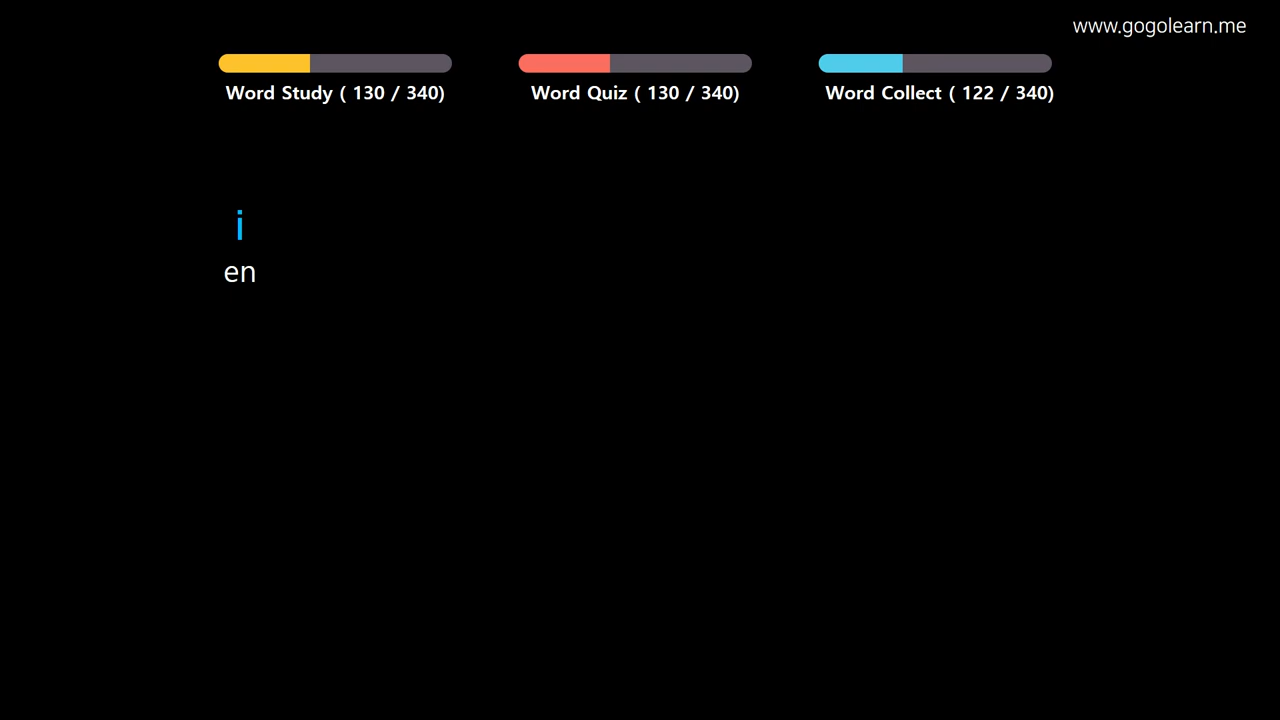 www.gogolearn.me
Word Study ( 130 / 340)
Word Quiz ( 130 / 340)
Word Collect ( 122 / 340)
i
en